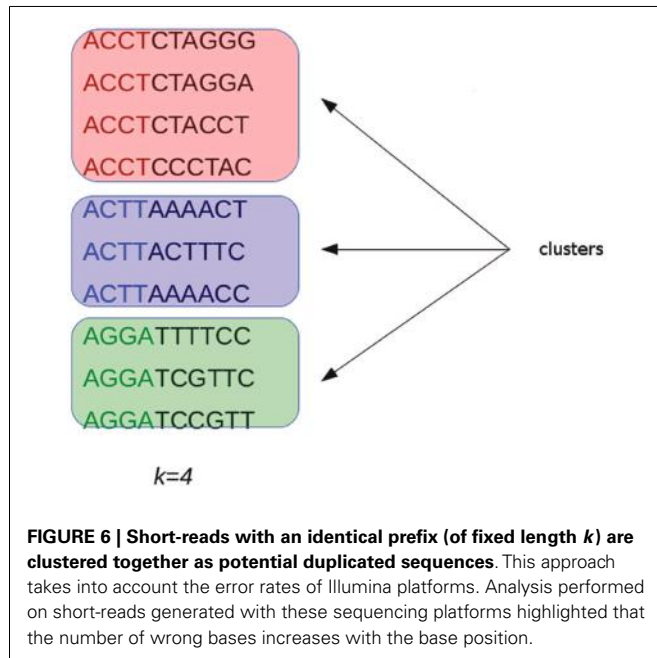 ACCTCTAGGG
ACCTCTAGGA
ACCTCTACCT
ACCTCCCTAC
ACTTAAAACT
ACTTACTTTC
ACTTAAAACC
clusters
AGGATTTTCC
AGGATCGTTC
AGGATCCGTT
k=4
FIGURE 6 | Short-reads with an identical prefix (of fixed length k) are
clustered together as potential duplicated sequences. This approach
takes into account the error rates of Illumina platforms. Analysis performed
on short-reads generated with these sequencing platforms highlighted that
the number of wrong bases increases with the base position.